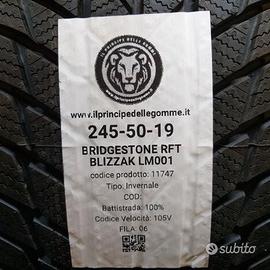 IL PRINCIPE DELLE GOMME
www.ilprincipedellegomme.it
245-50-19
BRIDGESTONE RFT
BLIZZAK LM001
codice prodotto: 11747
Tipo: Invernale
COD:
Battistrada: 100%
Codice Velocità: 105V
FILA: 06
subito